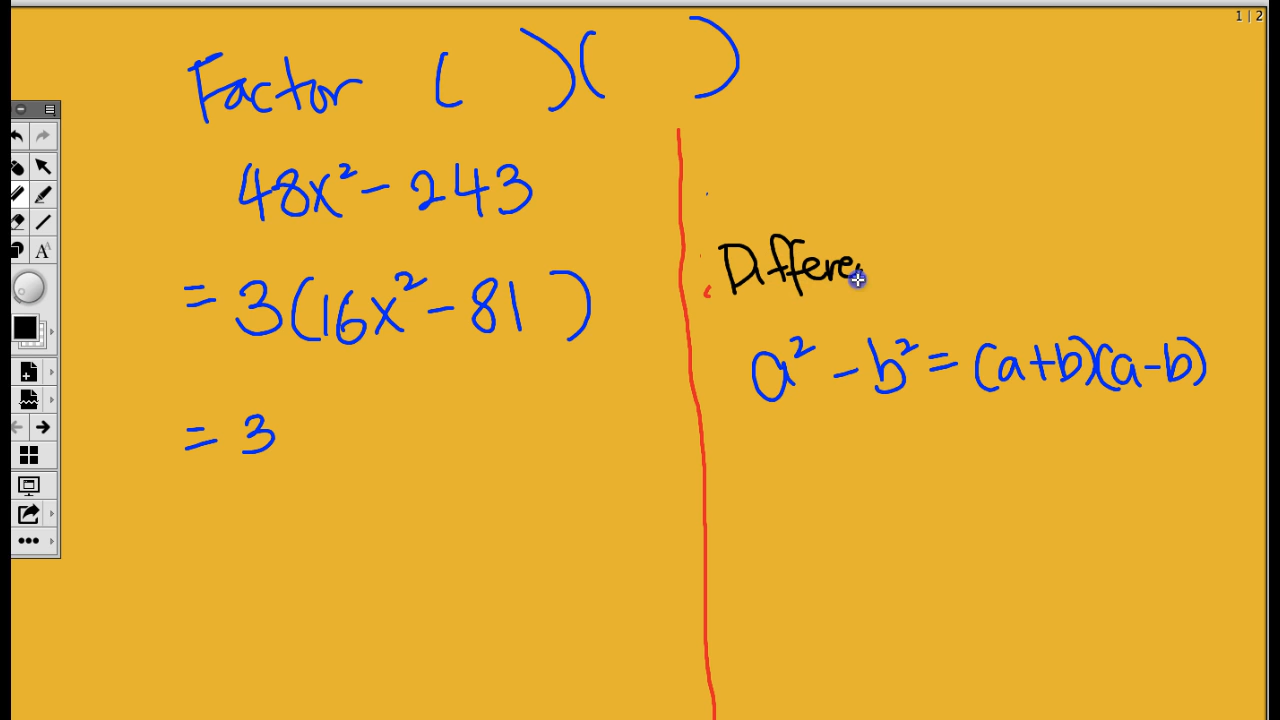 1 | 2
Factor ( )( )
48x² - 243
= 3(16x² - 81 )
= 3
Differe
a² - b² = (a+b)(a-b)